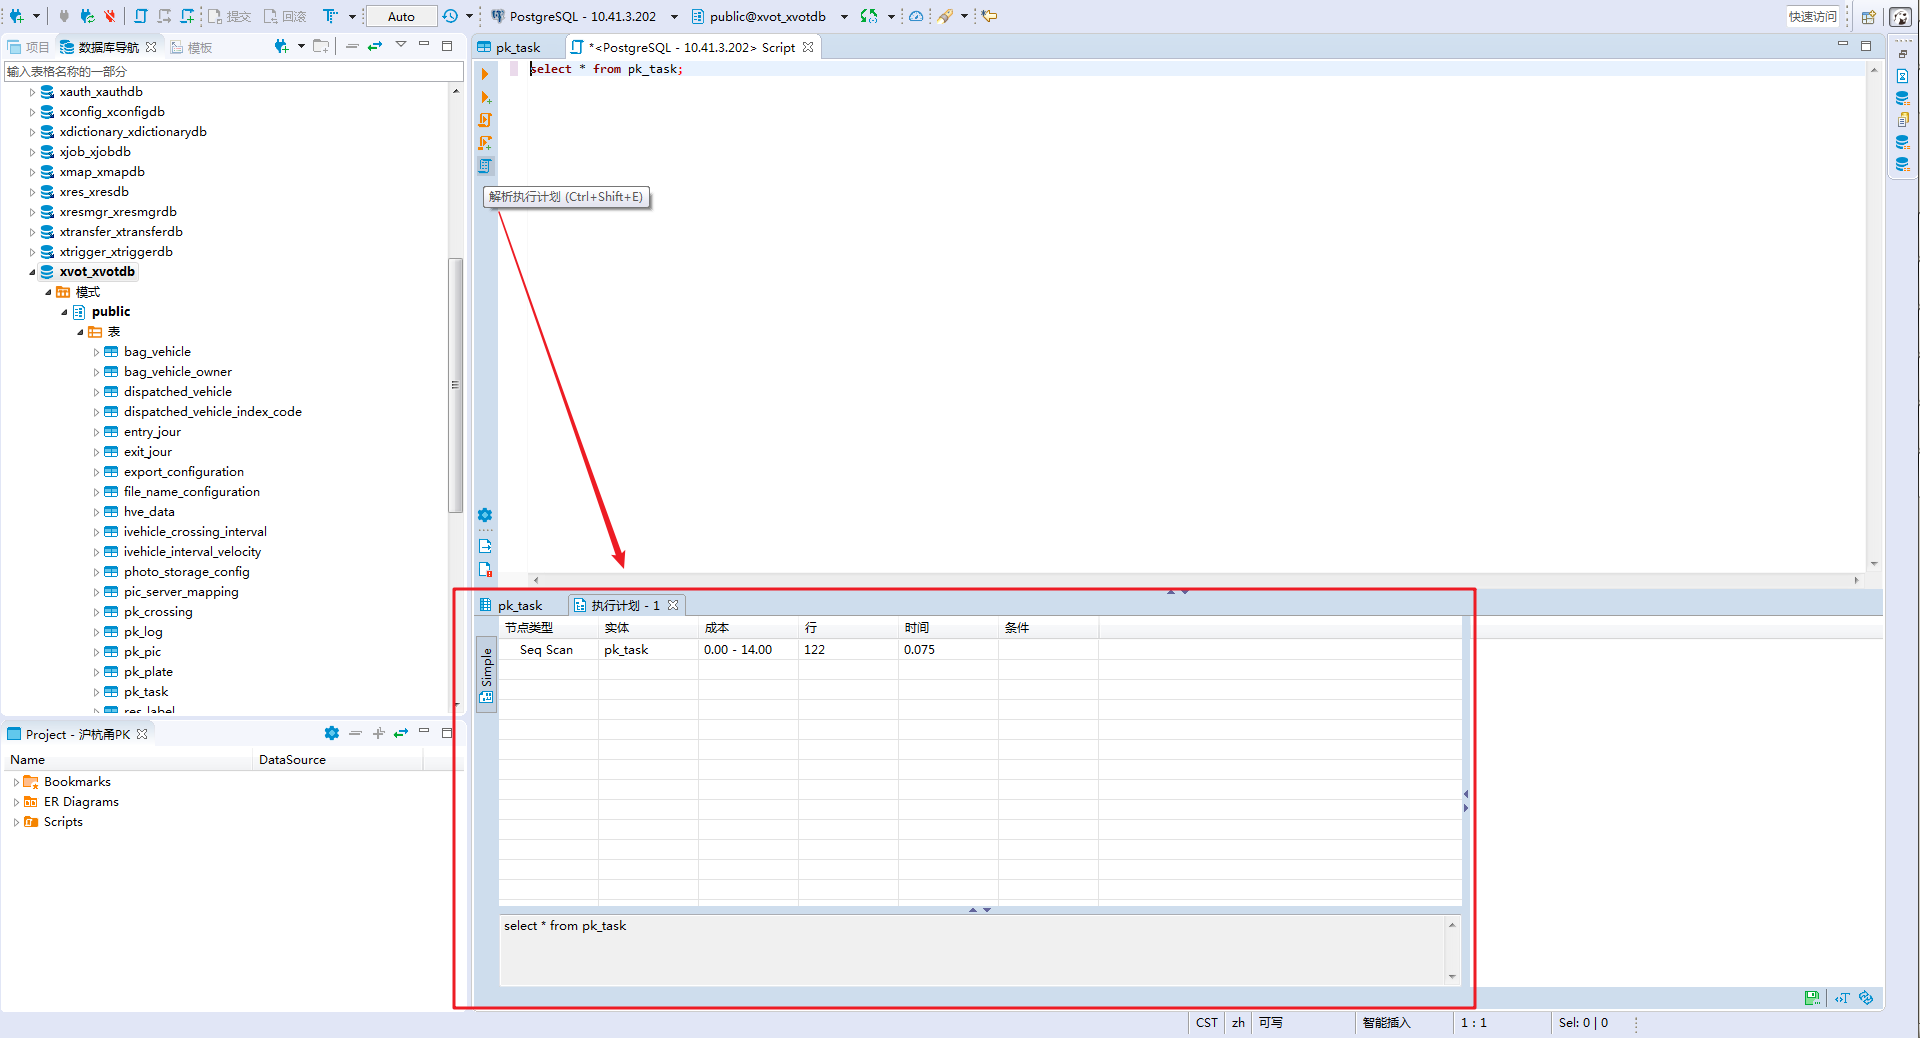 提交
回滚
Auto
PostgreSQL - 10.41.3.202
public@xvot_xvotdb
快速访问
项目
数据库导航
模板
pk_task
*<PostgreSQL - 10.41.3.202> Script
输入表格名称的一部分
select * from pk_task;
xauth_xauthdb
xconfig_xconfigdb
xdictionary_xdictionarydb
xjob_xjobdb
xmap_xmapdb
xres_xresdb
xresmgr_xresmgrdb
xtransfer_xtransferdb
xtrigger_xtriggerdb
xvot_xvotdb
模式
public
表
bag_vehicle
bag_vehicle_owner
dispatched_vehicle
dispatched_vehicle_index_code
entry_jour
exit_jour
export_configuration
file_name_configuration
hve_data
ivehicle_crossing_interval
ivehicle_interval_velocity
photo_storage_config
pic_server_mapping
pk_crossing
pk_log
pk_pic
pk_plate
pk_task
res_label
解析执行计划 (Ctrl+Shift+E)
Project - 沪杭甬PK
Name DataSource
Bookmarks
ER Diagrams
Scripts
pk_task
执行计划 - 1
Simple
节点类型 实体 成本 行 时间 条件
Seq Scan pk_task 0.00 - 14.00 122 0.075
select * from pk_task
CST
zh
可写
智能插入
1 : 1
Sel: 0 | 0